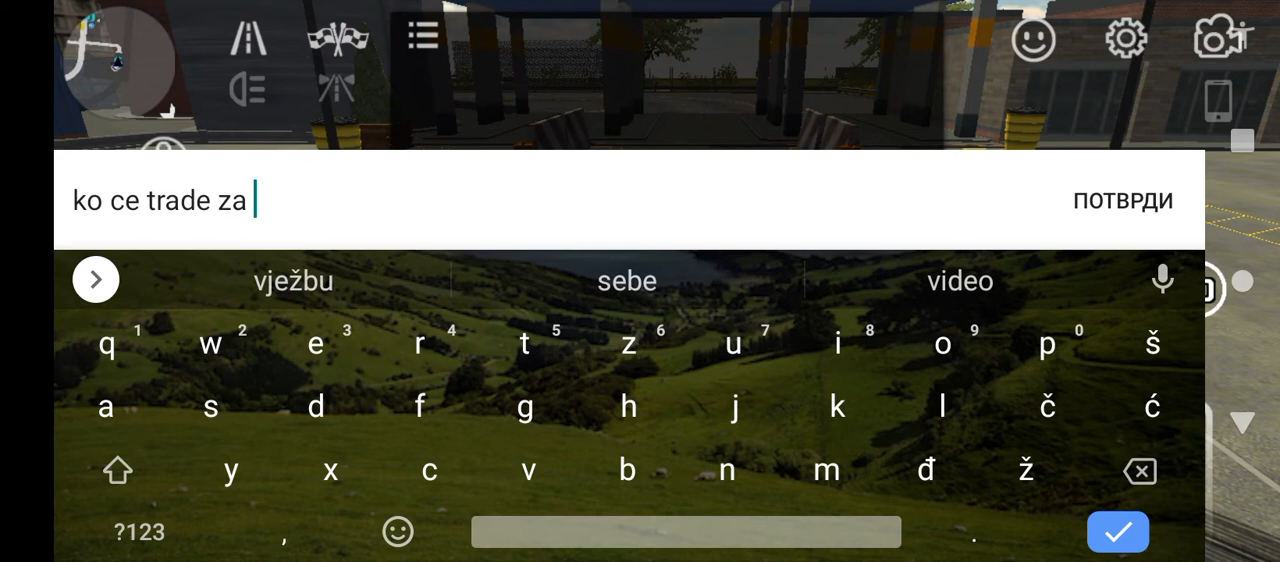 ko ce trade za
ПОТВРДИ
vježbu sebe video
1 2 3 4 5 6 7 8 9 0
q w e r t z u i o p š
a s d f g h j k l č ć
y x c v b n m đ ž
?123 , .